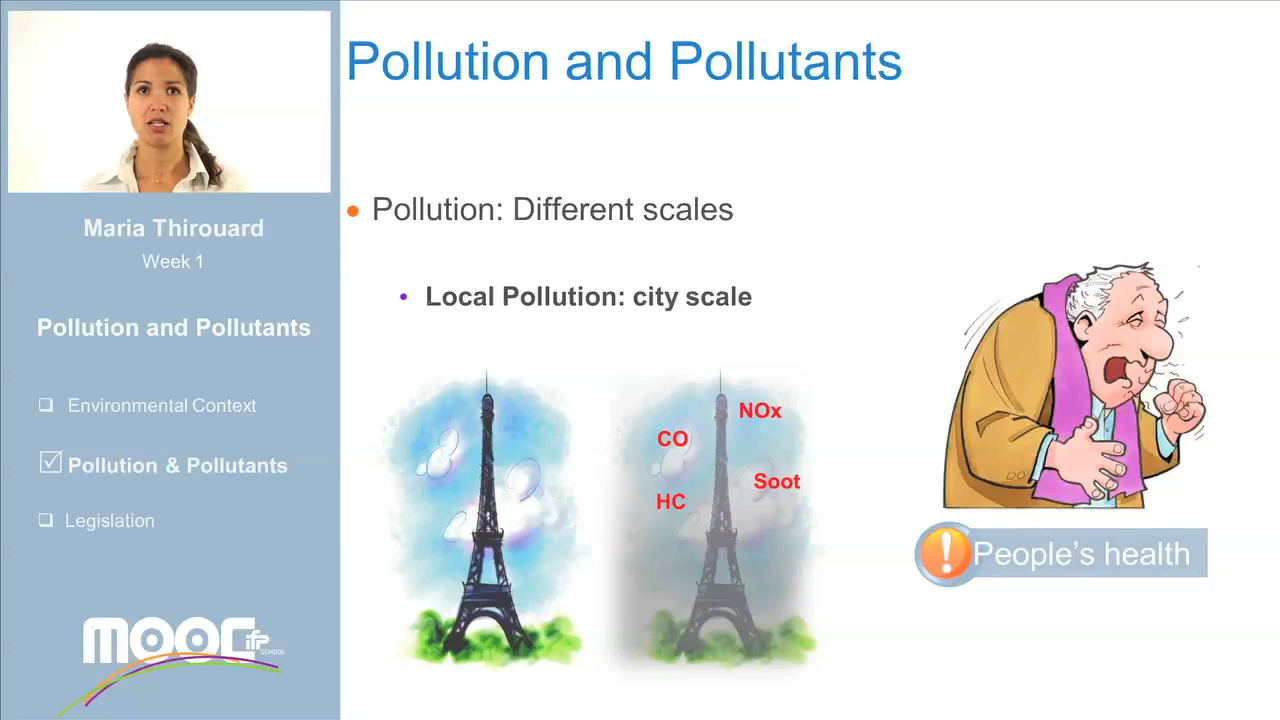 Pollution and Pollutants
Maria Thirouard
Week 1
Pollution and Pollutants
Environmental Context
Pollution & Pollutants
Legislation
MOOC ifp SCHOOL
Pollution: Different scales
Local Pollution: city scale
NOx
CO
Soot
HC
! People's health